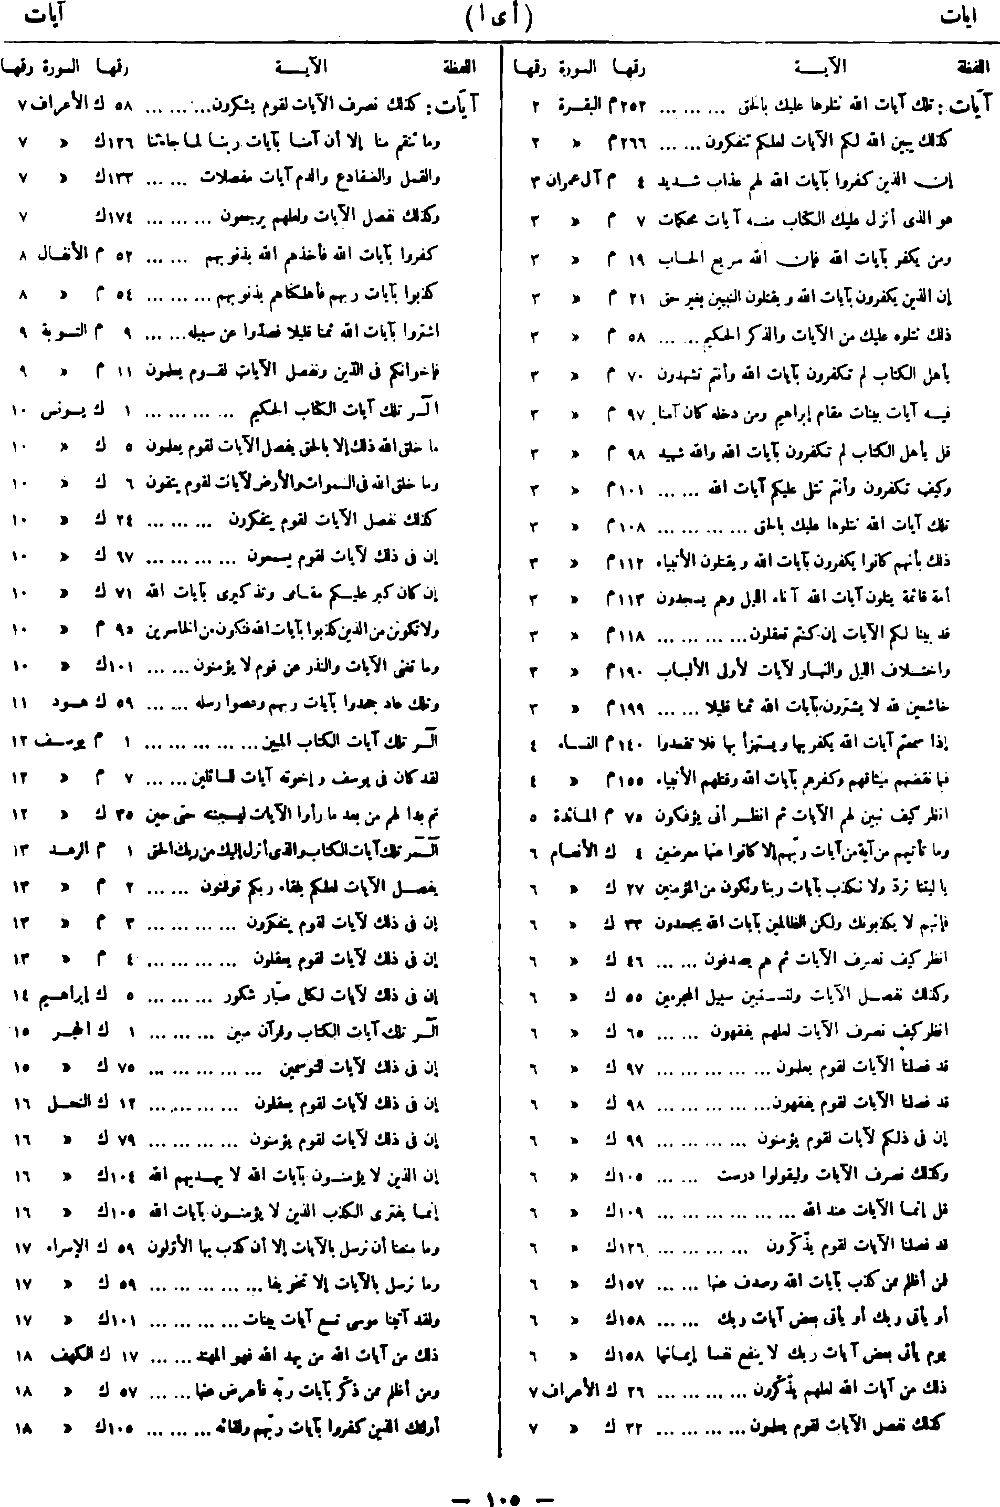 ايات (أ ى ا) آيات
اللفظة الآيــة رقمها السورة رقمها
آيات: تلك آيات الله نتلوها عليك بالحق ... ... ... ٢٥٢ م البقرة ٢
كذلك يبين الله لكم الآيات لعلكم تتفكرون ... ... ٢٦٦ م « ٢
إن الذين كفروا بآيات الله لهم عذاب شديد ٤ م آل عمران ٣
هو الذى أنزل عليك الكتاب منه آيات محكمات ٧ م « ٣
ومن يكفر بآيات الله فإن الله سريع الحساب ١٩ م « ٣
إن الذين يكفرون بآيات الله ويقتلون النبيين بغير حق ٢١ م « ٣
ذلك نتلوه عليك من الآيات والذكر الحكيم ... ... ٥٨ م « ٣
يأهل الكتاب لم تكفرون بآيات الله وأنتم تشهدون ٧٠ م « ٣
فيه آيات بينات مقام إبراهيم ومن دخله كان آمنا ٩٧ م « ٣
قل يأهل الكتاب لم تكفرون بآيات الله والله شهيد ٩٨ م « ٣
وكيف تكفرون وأنتم تتلى عليكم آيات الله ... ... ١٠١ م « ٣
تلك آيات الله نتلوها عليك بالحق ... ... ... ... ١٠٨ م « ٣
ذلك بأنهم كانوا يكفرون بآيات الله ويقتلون الأنبياء ١١٢ م « ٣
أمة قائمة يتلون آيات الله آناء الليل وهم يسجدون ١١٣ م « ٣
قد بينا لكم الآيات إن كنتم تعقلون ... ... ... ... ١١٨ م « ٣
واختلاف الليل والنهار لآيات لأولى الألباب ١٩٠ م « ٣
خاشعين لله لا يشترون بآيات الله ثمنا قليلا ... ... ١٩٩ م « ٣
إذا سمعتم آيات الله يكفر بها ويستهزأ بها فلا تقعدوا ١٤٠ م النساء ٤
فبما نقضهم ميثاقهم وكفرهم بآيات الله وقتلهم الأنبياء ١٥٥ م « ٤
انظر كيف نبين لهم الآيات ثم انظر أنى يؤفكون ٧٥ م المائدة ٥
وما تأتيهم من آية من آيات ربهم إلا كانوا عنها معرضين ٤ ك الأنعام ٦
يا ليتنا نردّ ولا نكذب بآيات ربنا ونكون من المؤمنين ٢٧ ك « ٦
فإنهم لا يكذبونك ولكن الظالمين بآيات الله يجحدون ٣٣ ك « ٦
انظر كيف نصرف الآيات ثم هم يصدفون ... ... ٤٦ ك « ٦
وكذلك نفصل الآيات ولتستبين سبيل المجرمين ٥٥ ك « ٦
انظر كيف نصرف الآيات لعلهم يفقهون ... ... ٦٥ ك « ٦
قد فصلنا الآيات لقوم يعلمون ... ... ... ... ٩٧ ك « ٦
قد فصلنا الآيات لقوم يفقهون ... ... ... ... ٩٨ ك « ٦
إن فى ذلكم لآيات لقوم يؤمنون ... ... ... ... ٩٩ ك « ٦
وكذلك نصرف الآيات وليقولوا درست ... ... ١٠٥ ك « ٦
قل إنما الآيات عند الله ... ... ... ... ... ... ١٠٩ ك « ٦
قد فصلنا الآيات لقوم يذّكرون ... ... ... ... ١٢٦ ك « ٦
فمن أظلم ممن كذب بآيات الله وصدف عنها ... ... ١٥٧ ك « ٦
أو يأتى ربك أو يأتى بعض آيات ربك ... ... ١٥٨ ك « ٦
يوم يأتى بعض آيات ربك لا ينفع نفسا إيمانها ١٥٨ ك « ٦
ذلك من آيات الله لعلهم يذّكرون ... ... ... ... ٢٦ ك الأعراف ٧
كذلك نفصل الآيات لقوم يعلمون ... ... ... ... ٣٢ ك « ٧
اللفظة الآيــة رقمها السورة رقمها
آيات: كذلك نصرف الآيات لقوم يشكرون ... ... ... ٥٨ ك الأعراف ٧
وما تنقم منا إلا أن آمنا بآيات ربنا لما جاءتنا ١٢٦ ك « ٧
والقمل والضفادع والدم آيات مفصلات ... ... ١٣٣ ك « ٧
وكذلك نفصل الآيات ولعلهم يرجعون ... ... ... ١٧٤ ك ٧
كفروا بآيات الله فأخذهم الله بذنوبهم ... ... ٥٢ م الأنفال ٨
كذبوا بآيات ربهم فأهلكناهم بذنوبهم ... ... ... ٥٤ م « ٨
اشتروا بآيات الله ثمنا قليلا فصدّوا عن سبيله ... ... ٩ م التوبة ٩
فإخوانكم فى الدّين ونفصل الآيات لقوم يعلمون ١١ م « ٩
الٓر تلك آيات الكتاب الحكيم ... ... ... ... ١ ك يونس ١٠
ما خلق الله ذلك إلا بالحق يفصل الآيات لقوم يعلمون ٥ ك « ١٠
وما خلق الله فى السموات والأرض لآيات لقوم يتقون ٦ ك « ١٠
كذلك نفصل الآيات لقوم يتفكرون ... ... ... ٢٤ ك « ١٠
إن فى ذلك لآيات لقوم يسمعون ... ... ... ... ٦٧ ك « ١٠
إن كان كبر عليكم مقامى وتذكيرى بآيات الله ٧١ ك « ١٠
ولا تكونن من الذين كذبوا بآيات الله فتكون من الخاسرين ٩٥ م « ١٠
وما تغنى الآيات والنذر عن قوم لا يؤمنون ... ... ١٠١ ك « ١٠
وتلك عاد جحدوا بآيات ربهم وعصوا رسله ... ... ٥٩ ك هود ١١
الٓر تلك آيات الكتاب المبين ... ... ... ... ... ١ م يوسف ١٢
لقد كان فى يوسف وإخوته آيات للسائلين ... ... ٧ م « ١٢
ثم بدا لهم من بعد ما رأوا الآيات ليسجننه حتى حين ٣٥ ك « ١٢
الٓمٓر تلك آيات الكتاب والذى أنزل إليك من ربك الحق ١ م الرعد ١٣
يفصل الآيات لعلكم بلقاء ربكم توقنون ... ... ٢ م « ١٣
إن فى ذلك لآيات لقوم يتفكرون ... ... ... ... ٣ م « ١٣
إن فى ذلك لآيات لقوم يعقلون ... ... ... ... ٤ م « ١٣
إن فى ذلك لآيات لكل صبّار شكور ... ... ... ٥ ك إبراهيم ١٤
الٓر تلك آيات الكتاب وقرآن مبين ... ... ... ١ ك الحجر ١٥
إن فى ذلك لآيات للتوسمين ... ... ... ... ... ٧٥ ك « ١٥
إن فى ذلك لآيات لقوم يعقلون ... ... ... ... ١٢ ك النحل ١٦
إن فى ذلك لآيات لقوم يؤمنون ... ... ... ... ٧٩ ك « ١٦
إن الذين لا يؤمنون بآيات الله لا يهديهم الله ١٠٤ ك « ١٦
إنما يفترى الكذب الذين لا يؤمنون بآيات الله ١٠٥ ك « ١٦
وما منعنا أن نرسل بالآيات إلا أن كذب بها الأوّلون ٥٩ ك الإسراء ١٧
وما نرسل بالآيات إلا تخويفا ... ... ... ... ... ٥٩ ك « ١٧
ولقد آتينا موسى تسع آيات بينات ... ... ... ... ١٠١ ك « ١٧
ذلك من آيات الله من يهد الله فهو المهتد ... ... ١٧ ك الكهف ١٨
ومن أظلم ممن ذكّر بآيات ربّه فأعرض عنها ... ... ٥٧ ك « ١٨
أولئك الذين كفروا بآيات ربّهم ولقائه ... ... ... ١٠٥ ك « ١٨
— ١٠٥ —